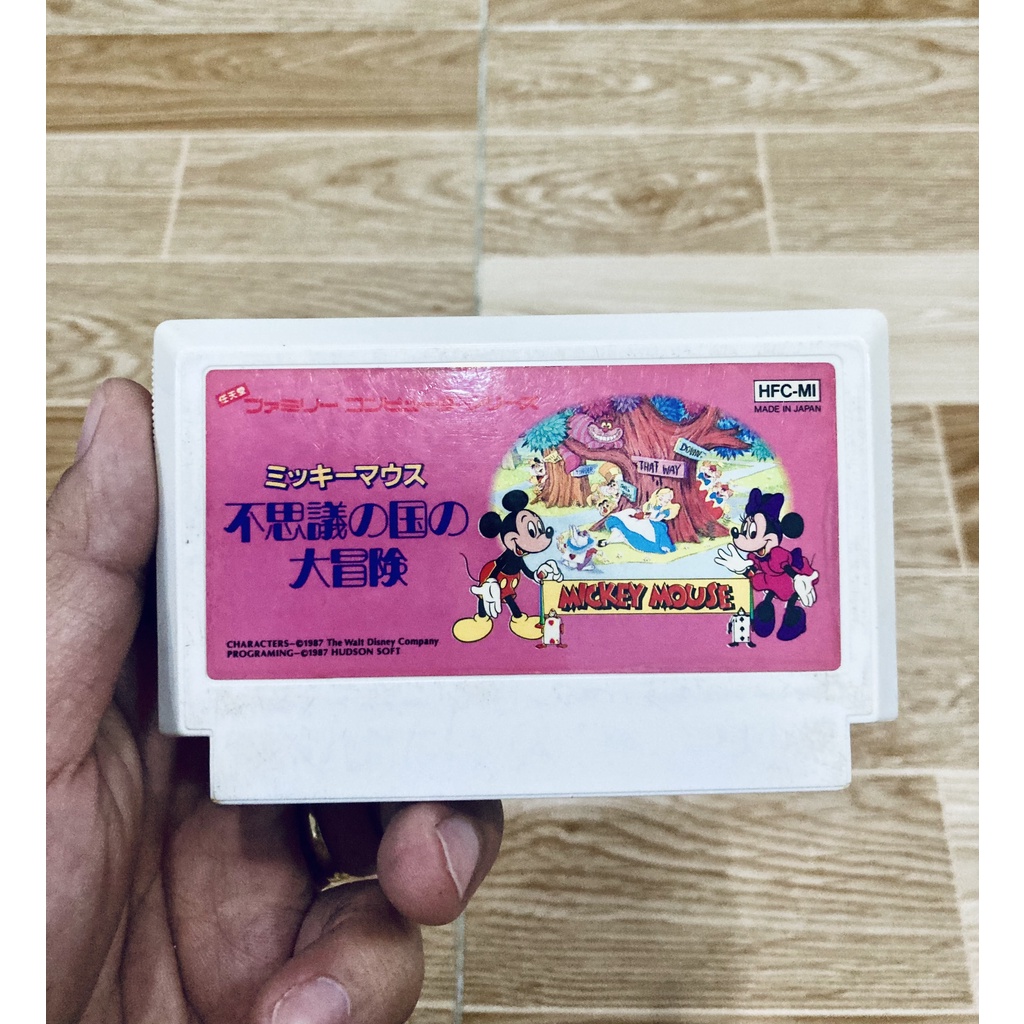 任天堂
ファミリー コンピュータ シリーズ
HFC-MI
MADE IN JAPAN
ミッキーマウス
不思議の国の
大冒険
THAT WAY
MICKEY MOUSE
CHARACTERS-©1987 The Walt Disney Company
PROGRAMING-©1987 HUDSON SOFT